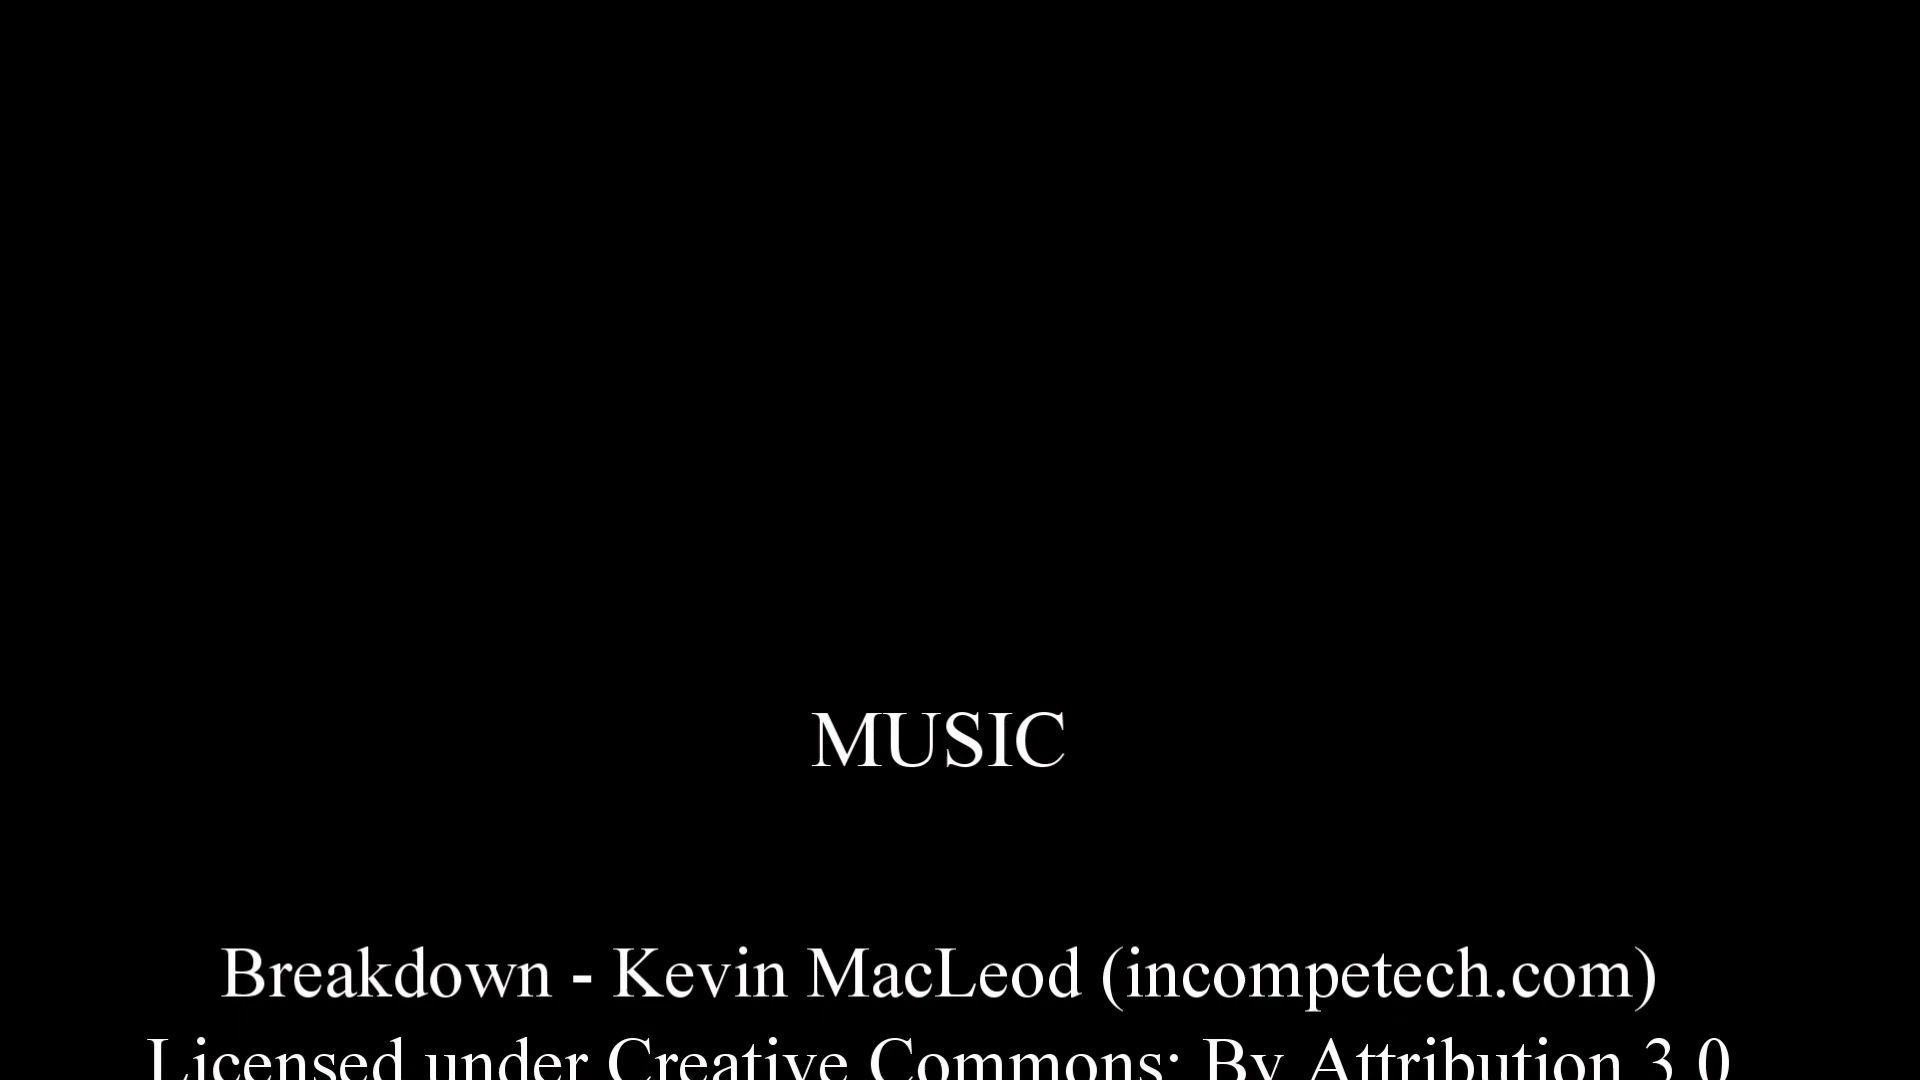 MUSIC
Breakdown - Kevin MacLeod (incompetech.com)
Licensed under Creative Commons: By Attribution 3.0